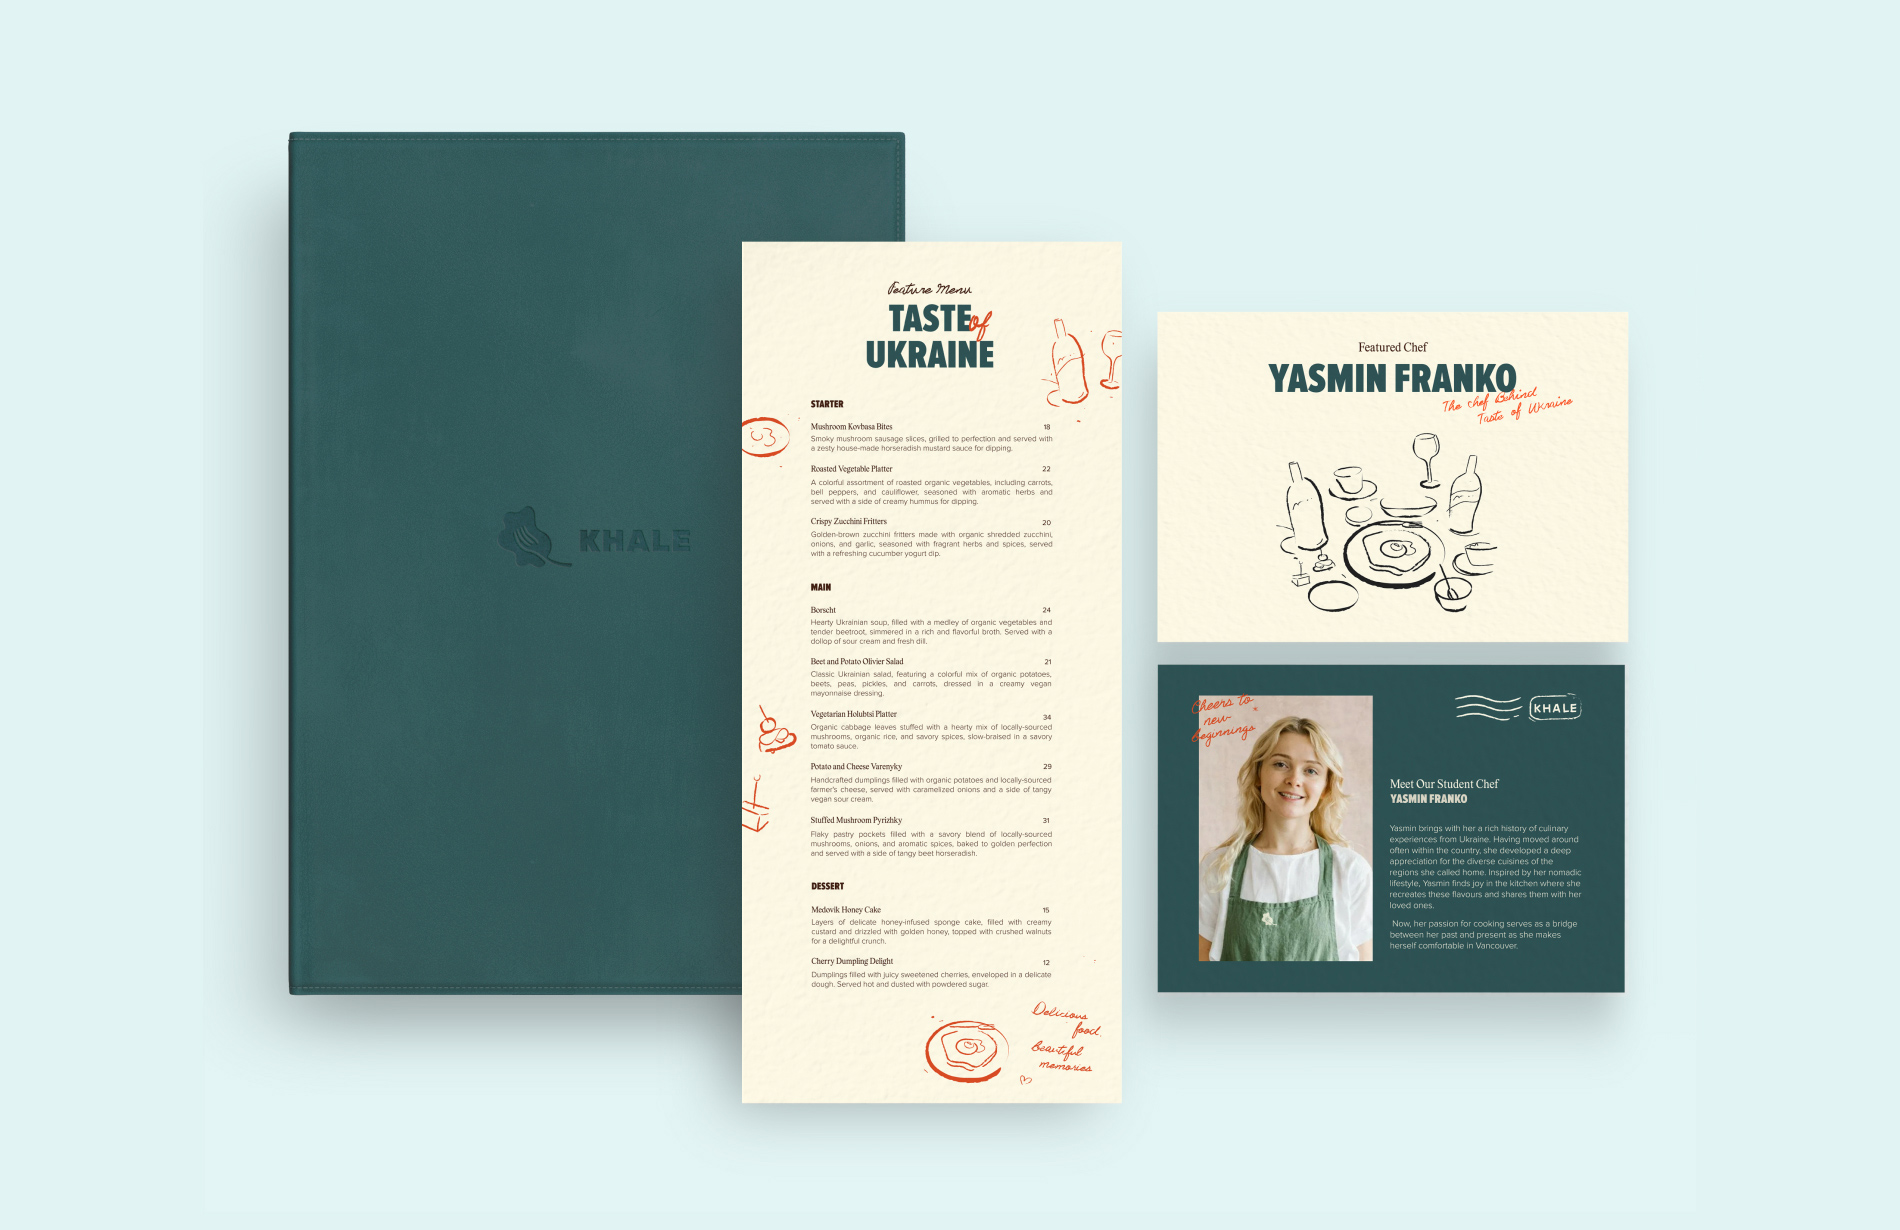 KHALE
Feature Menu
TASTE of
UKRAINE
STARTER
Mushroom Kovbasa Bites 18
Smoky mushroom sausage slices, grilled to perfection and served with
a zesty house-made horseradish mustard sauce for dipping.
Roasted Vegetable Platter 22
A colorful assortment of roasted organic vegetables, including carrots,
bell peppers, and cauliflower, seasoned with aromatic herbs and
served with a side of creamy hummus for dipping.
Crispy Zucchini Fritters 20
Golden-brown zucchini fritters made with organic shredded zucchini,
onions, and garlic, seasoned with fragrant herbs and spices, served
with a refreshing cucumber yogurt dip.
MAIN
Borscht 24
Hearty Ukrainian soup, filled with a medley of organic vegetables and
tender beetroot, simmered in a rich and flavorful broth. Served with a
dollop of sour cream and fresh dill.
Beet and Potato Olivier Salad 21
Classic Ukrainian salad, featuring a colorful mix of organic potatoes,
beets, peas, pickles, and carrots, dressed in a creamy vegan
mayonnaise dressing.
Vegetarian Holubtsi Platter 34
Organic cabbage leaves stuffed with a hearty mix of locally-sourced
mushrooms, organic rice, and savory spices, slow-braised in a savory
tomato sauce.
Potato and Cheese Varenyky 29
Handcrafted dumplings filled with organic potatoes and locally-sourced
farmer's cheese, served with caramelized onions and a side of tangy
vegan sour cream.
Stuffed Mushroom Pyrizhky 31
Flaky pastry pockets filled with a savory blend of locally-sourced
mushrooms, onions, and aromatic spices, baked to golden perfection
and served with a side of tangy beet horseradish.
DESSERT
Medovik Honey Cake 15
Layers of delicate honey-infused sponge cake, filled with creamy
custard and drizzled with golden honey, topped with crushed walnuts
for a delightful crunch.
Cherry Dumpling Delight 12
Dumplings filled with juicy sweetened cherries, enveloped in a delicate
dough. Served hot and dusted with powdered sugar.
Delicious
food.
Beautiful
memories
Featured Chef
YASMIN FRANKO
The Chef Behind
Taste of Ukraine
Cheers to
new
beginnings
KHALE
Meet Our Student Chef
YASMIN FRANKO
Yasmin brings with her a rich history of culinary
experiences from Ukraine. Having moved around
often within the country, she developed a deep
appreciation for the diverse cuisines of the
regions she called home. Inspired by her nomadic
lifestyle, Yasmin finds joy in the kitchen where she
recreates these flavours and shares them with her
loved ones.
Now, her passion for cooking serves as a bridge
between her past and present as she makes
herself comfortable in Vancouver.